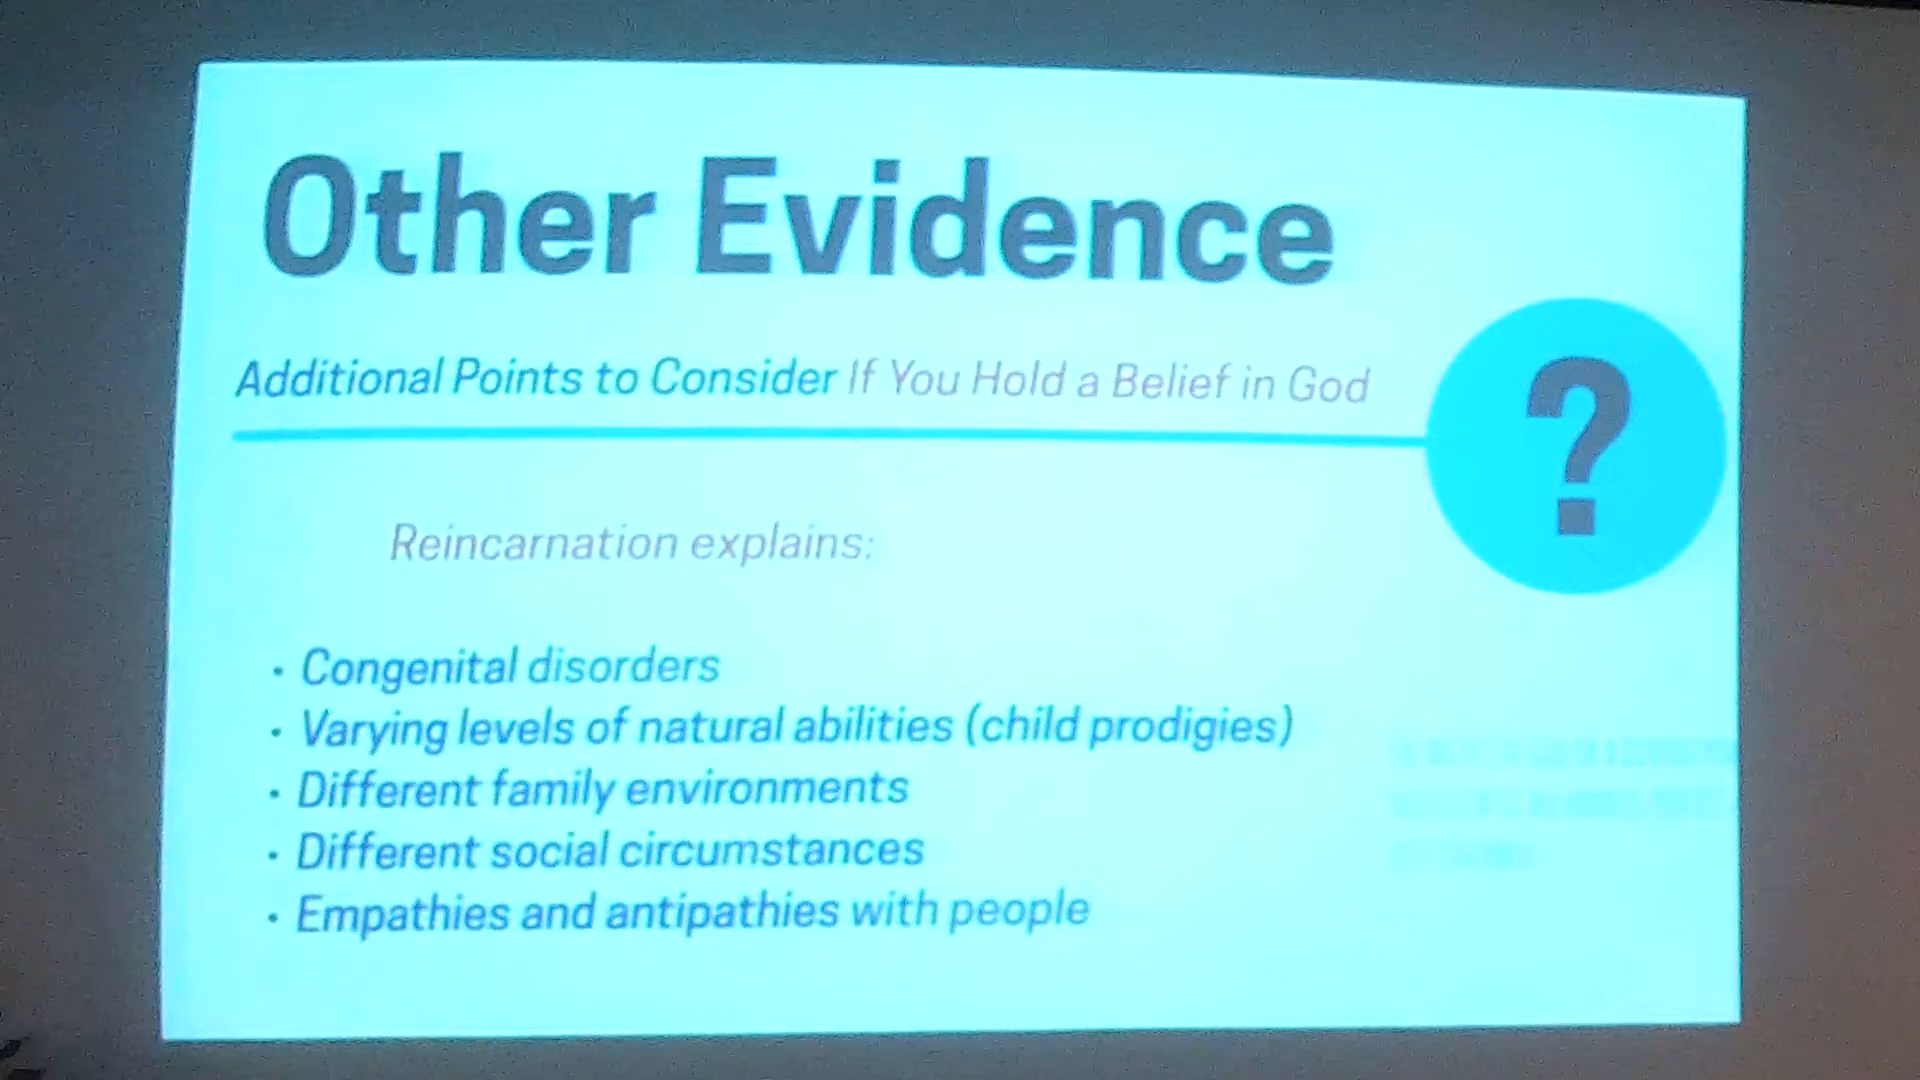 Other Evidence
Additional Points to Consider If You Hold a Belief in God
?
Reincarnation explains:
• Congenital disorders
• Varying levels of natural abilities (child prodigies)
• Different family environments
• Different social circumstances
• Empathies and antipathies with people